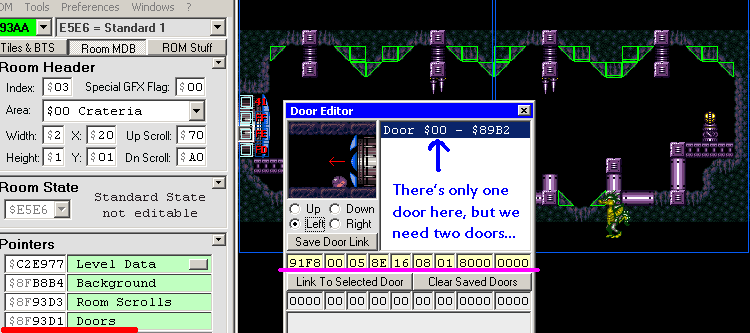 OM Tools Preferences Windows ?
93AA E5E6 = Standard 1
Tiles & BTS Room MDB ROM Stuff
Room Header
Index: $03 Special GFX Flag: $00
Area: $00 Crateria
Width: $2 X: $20 Up Scroll: $70
Height: $1 Y: $01 Dn Scroll: $A0
Room State
$E5E6 Standard State
not editable
Pointers
$C2E977 Level Data
$8FB8B4 Background
$8F93D3 Room Scrolls
$8F93D1 Doors
Door Editor
Door $00 - $89B2
There's only one
door here, but we
need two doors...
Up Down
Left Right
Save Door Link
91F8 00 05 8E 16 08 01 8000 0000
Link To Selected Door Clear Saved Doors
0000 00 00 00 00 00 00 0000 0000